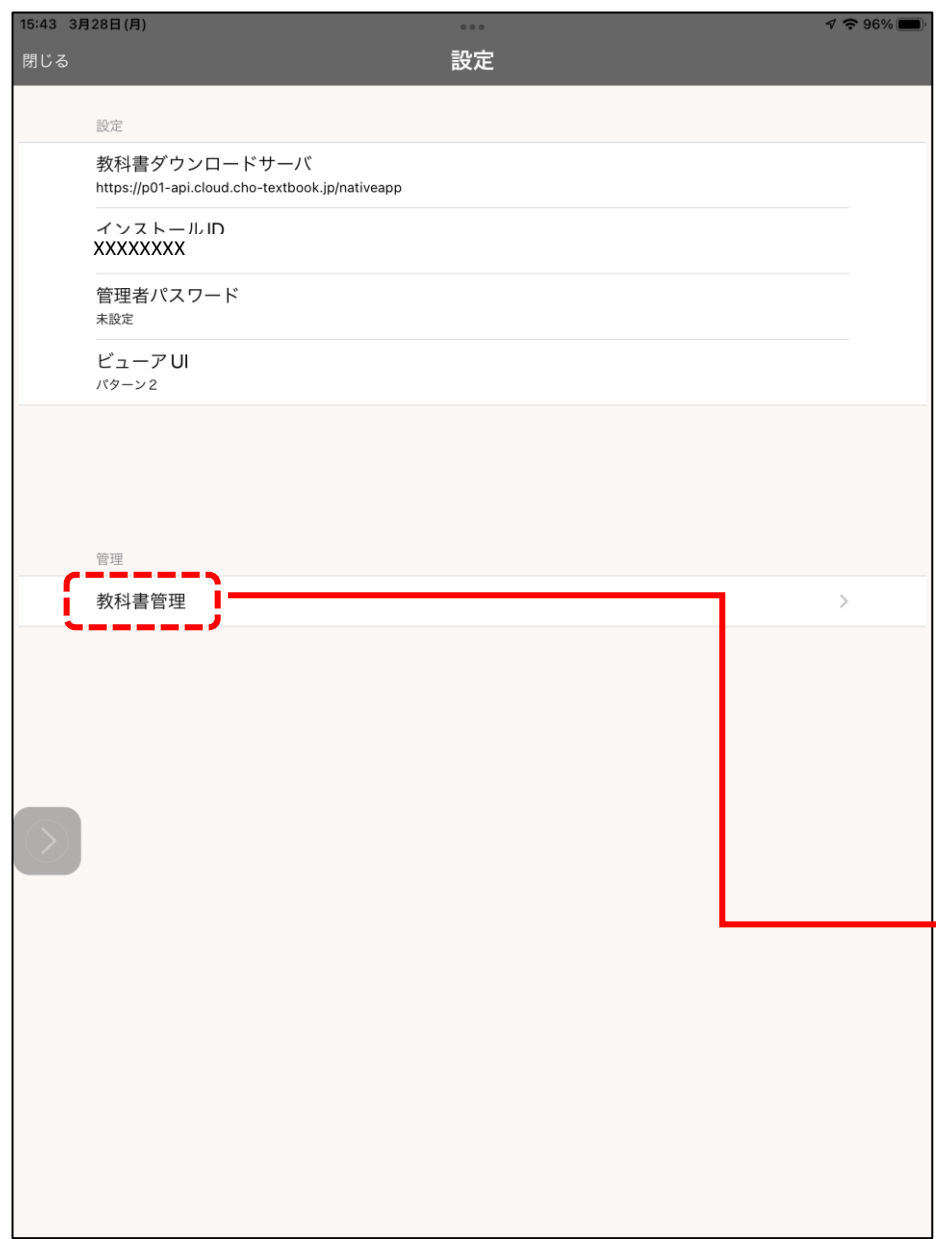 15:43 3月28日(月)
96%
閉じる
設定
設定
教科書ダウンロードサーバ
https://p01-api.cloud.cho-textbook.jp/nativeapp
インストールID
XXXXXXXX
管理者パスワード
未設定
ビューアUI
パターン2
管理
教科書管理